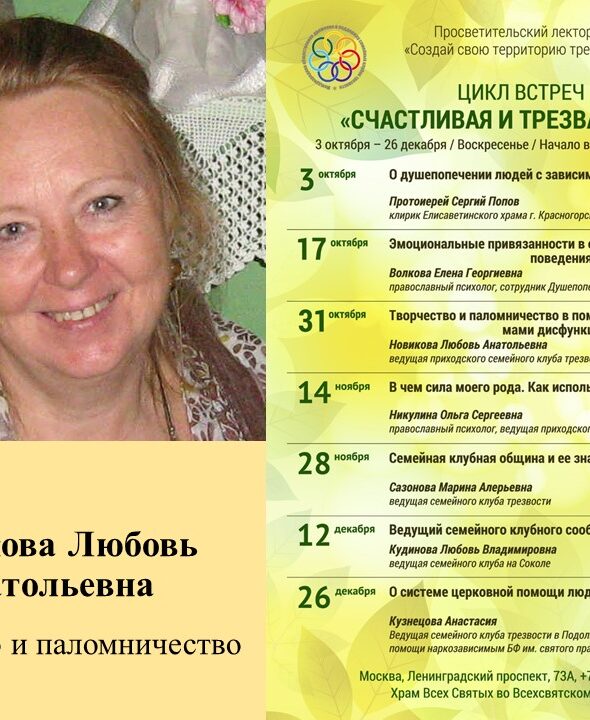 кова Любовь
атольевна
и паломничество
Просветительский лектор
«Создай свою территорию тре
ЦИКЛ ВСТРЕЧ
«СЧАСТЛИВАЯ И ТРЕЗВА
3 октября – 26 декабря / Воскресенье / Начало в
3 октября
О душепопечении людей с зависим
Протоиерей Сергий Попов
клирик Елисаветинского храма г. Красногорс
17 октября
Эмоциональные привязанности в с
поведения
Волкова Елена Георгиевна
православный психолог, сотрудник Душепопе
31 октября
Творчество и паломничество в пом
мами дисфунки
Новикова Любовь Анатольевна
ведущая приходского семейного клуба трезво
14 ноября
В чем сила моего рода. Как исполь
Никулина Ольга Сергеевна
православный психолог, ведущая приходског
28 ноября
Семейная клубная община и ее зна
Сазонова Марина Алерьевна
ведущая семейного клуба трезвости
12 декабря
Ведущий семейного клубного сооб
Кудинова Любовь Владимировна
ведущая семейного клуба на Соколе
26 декабря
О системе церковной помощи люд
Кузнецова Анастасия
Ведущая семейного клуба трезвости в Подол
помощи наркозависимым БФ им. святого пра
Москва, Ленинградский проспект, 73А, +7
Храм Всех Святых во Всехсвятском